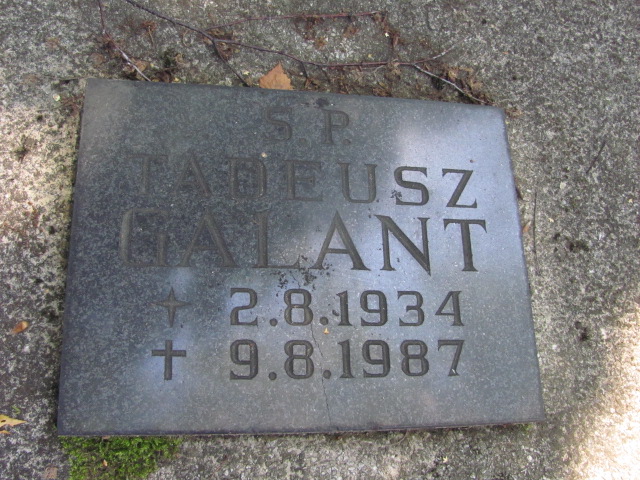 S.P.
TADEUSZ
GALANT
2.8.1934
9.8.1987